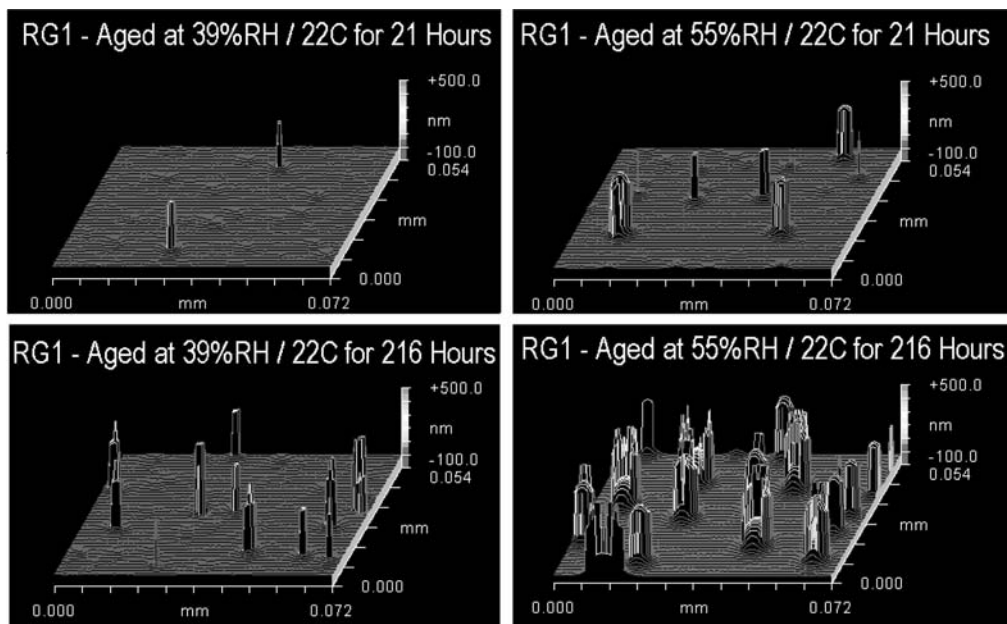 RG1 - Aged at 39%RH / 22C for 21 Hours
+500.0
nm
-100.0
0.054
mm
0.000
0.000
mm
0.072
RG1 - Aged at 55%RH / 22C for 21 Hours
+500.0
nm
-100.0
0.054
mm
0.000
0.000
mm
0.072
RG1 - Aged at 39%RH / 22C for 216 Hours
+500.0
nm
-100.0
0.054
mm
0.000
0.000
mm
0.072
RG1 - Aged at 55%RH / 22C for 216 Hours
+500.0
nm
-100.0
0.054
mm
0.000
0.000
mm
0.072